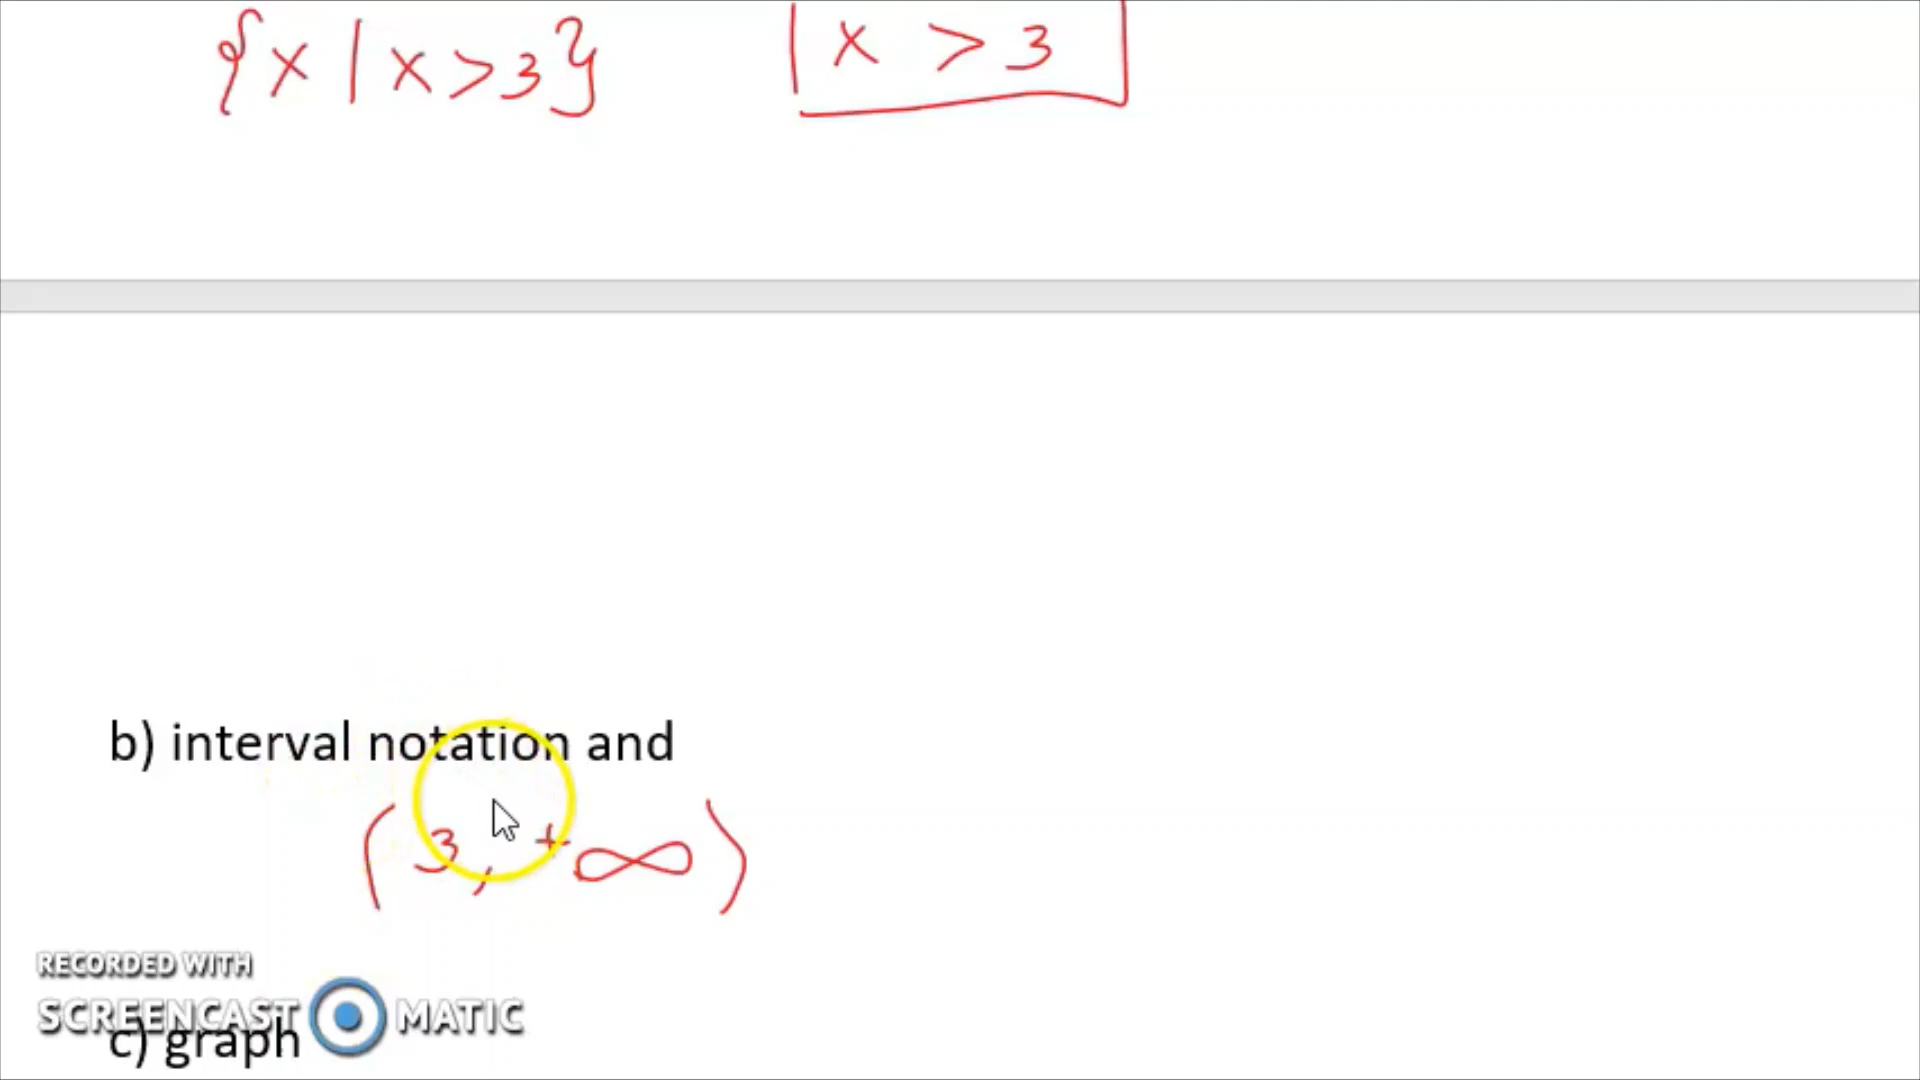 {x | x > 3} x > 3
b) interval notation and
(3, +∞)
RECORDED WITH
SCREENCAST MATIC
c) graph